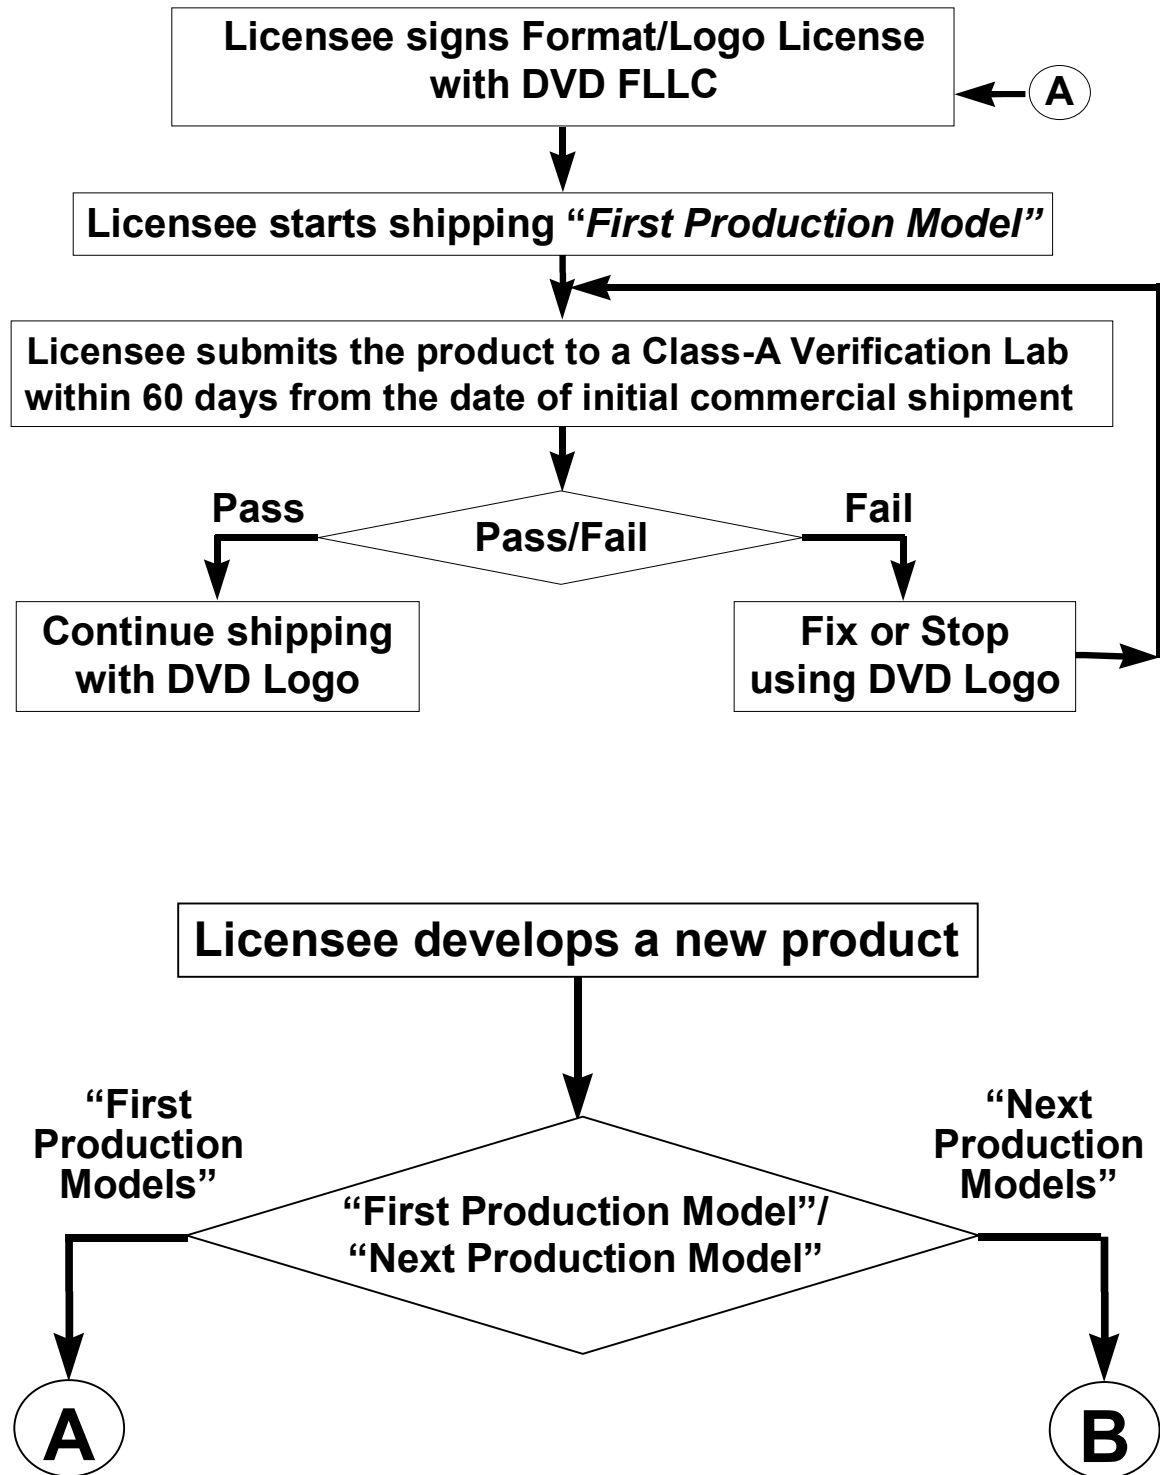 Licensee signs Format/Logo License
with DVD FLLC
A
Licensee starts shipping “First Production Model”
Licensee submits the product to a Class-A Verification Lab
within 60 days from the date of initial commercial shipment
Pass
Fail
Pass/Fail
Continue shipping
with DVD Logo
Fix or Stop
using DVD Logo
Licensee develops a new product
“First
Production
Models”
“Next
Production
Models”
“First Production Model”/
“Next Production Model”
A
B